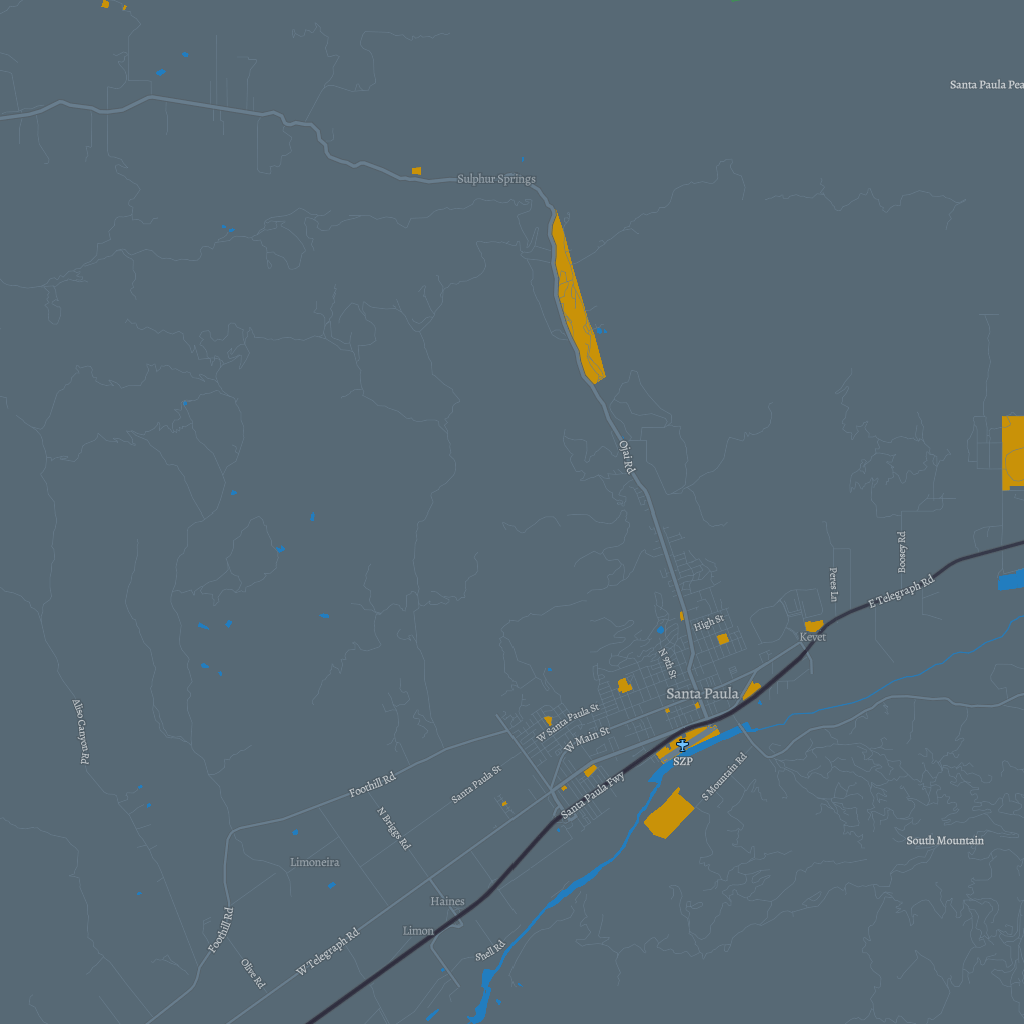 Santa Paula Pea
Sulphur Springs
Ojai Rd
Boosey Rd
Peres Ln
E Telegraph Rd
High St
Kevet
N 9th St
Santa Paula
W Santa Paula St
W Main St
Aliso Canyon Rd
SZP
S Mountain Rd
Santa Paula St
Foothill Rd
Santa Paula Fwy
N Briggs Rd
South Mountain
Limoneira
Haines
Limon
Foothill Rd
W Telegraph Rd
Shell Rd
Olive Rd